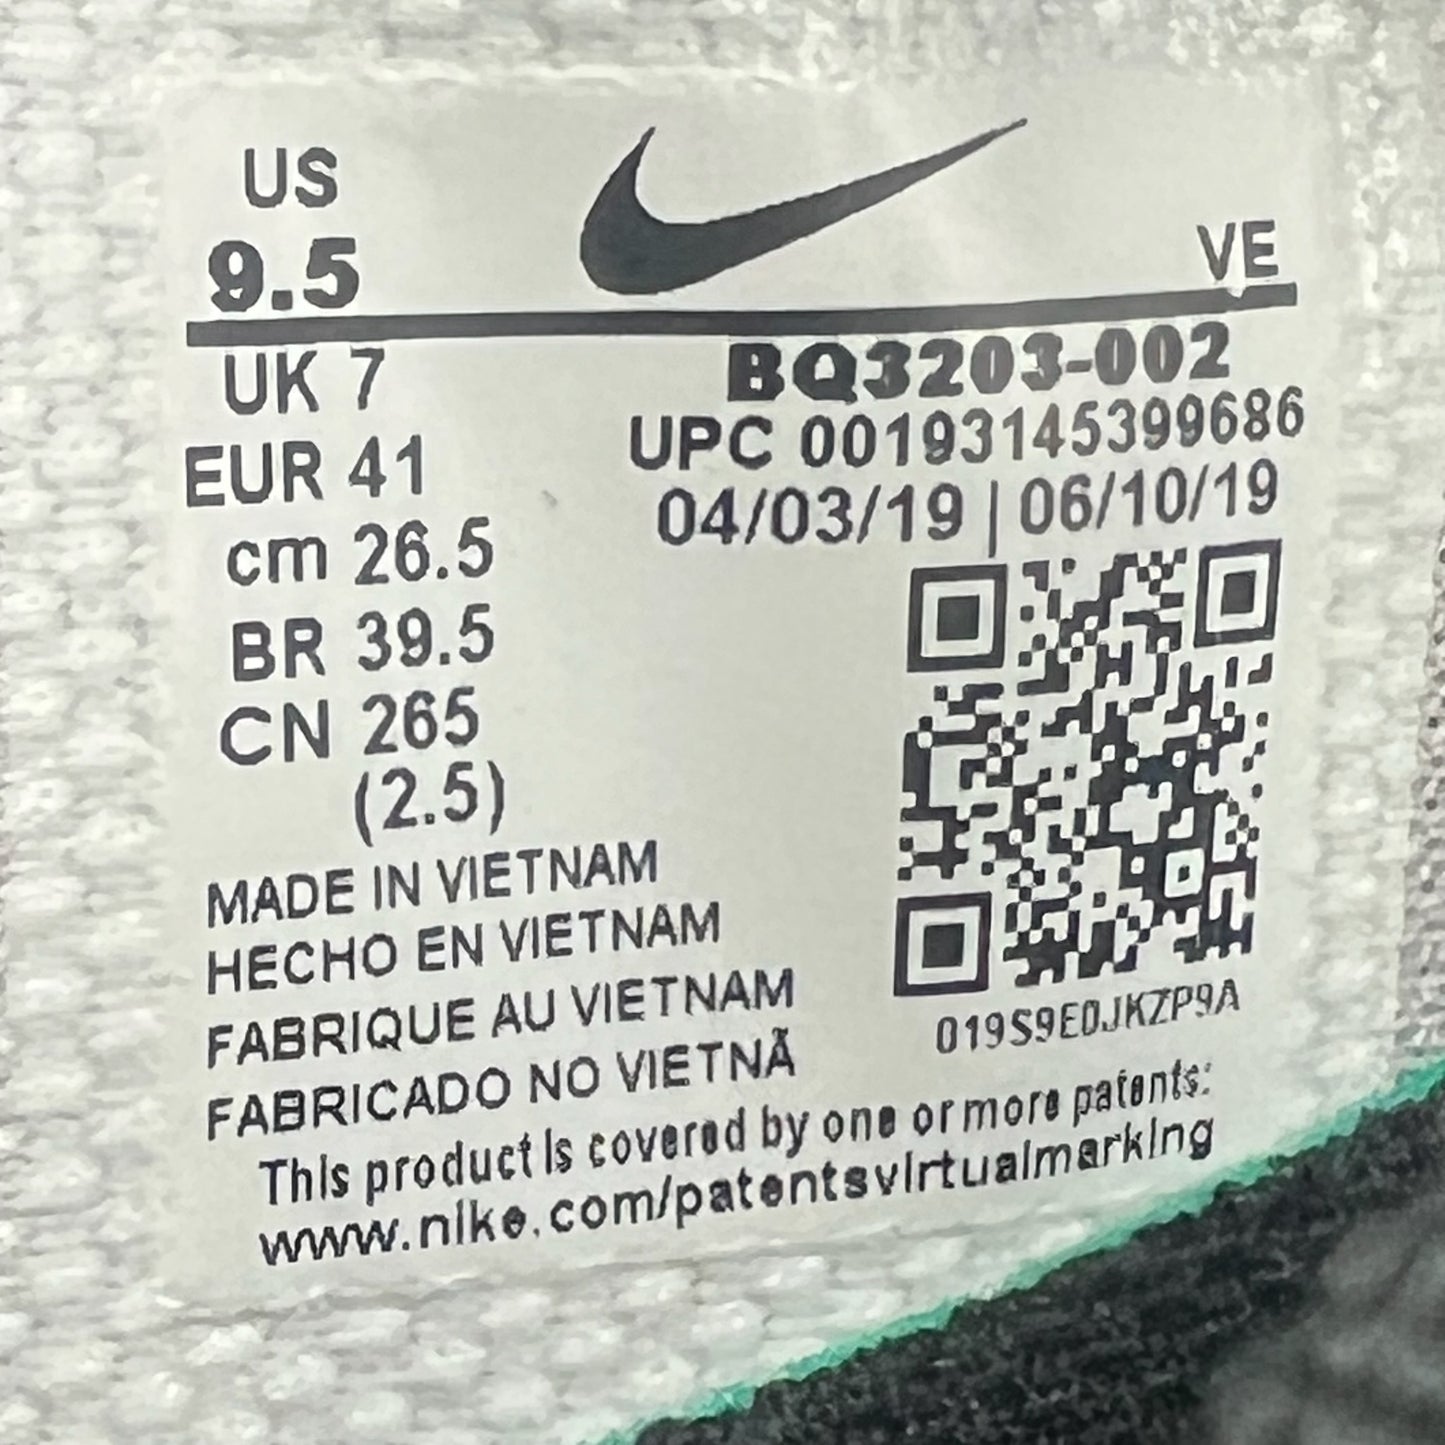 US
9.5
VE
UK 7
BQ3203-002
EUR 41
UPC 00193145399686
cm 26.5
04/03/19 | 06/10/19
BR 39.5
CN 265
(2.5)
MADE IN VIETNAM
HECHO EN VIETNAM
FABRIQUE AU VIETNAM
FABRICADO NO VIETNÃ
019S9E0JKZP9A
This product is covered by one or more patents:
www.nike.com/patentsvirtualmarking